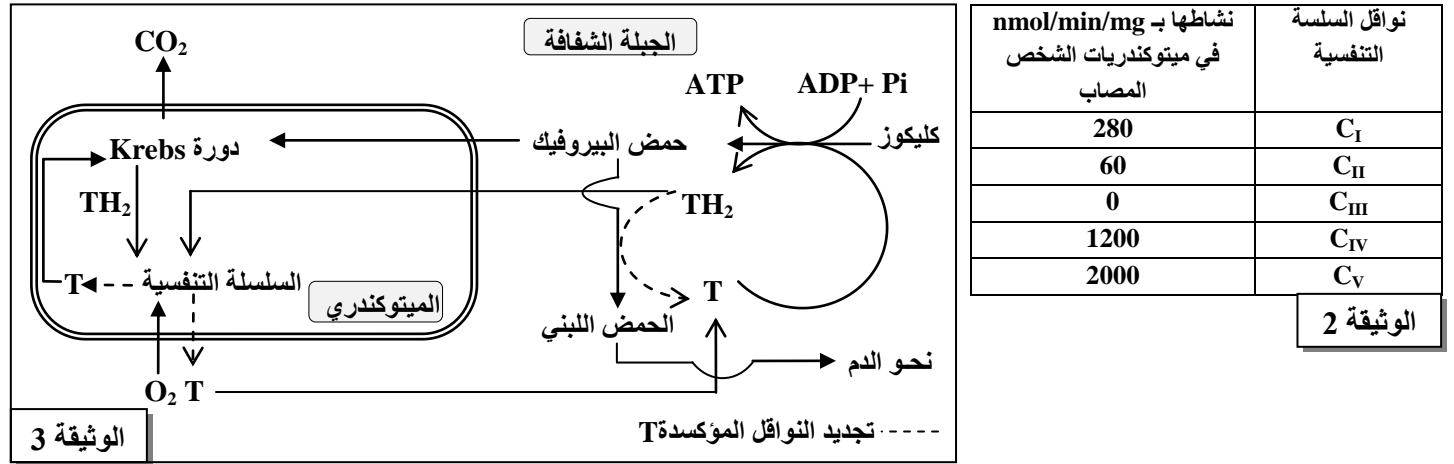 نواقل السلسة التنفسية | نشاطها بـ nmol/min/mg في ميتوكندريات الشخص المصاب
C_I | 280
C_II | 60
C_III | 0
C_IV | 1200
C_V | 2000
الوثيقة 2
الجبلة الشفافة
CO₂
ATP
ADP+ Pi
دورة Krebs
حمض البيروفيك
كليكوز
TH₂
TH₂
السلسلة التنفسية
T
T
الميتوكندري
الحمض اللبني
نحو الدم
O₂ T
تجديد النواقل المؤكسدةT
الوثيقة 3